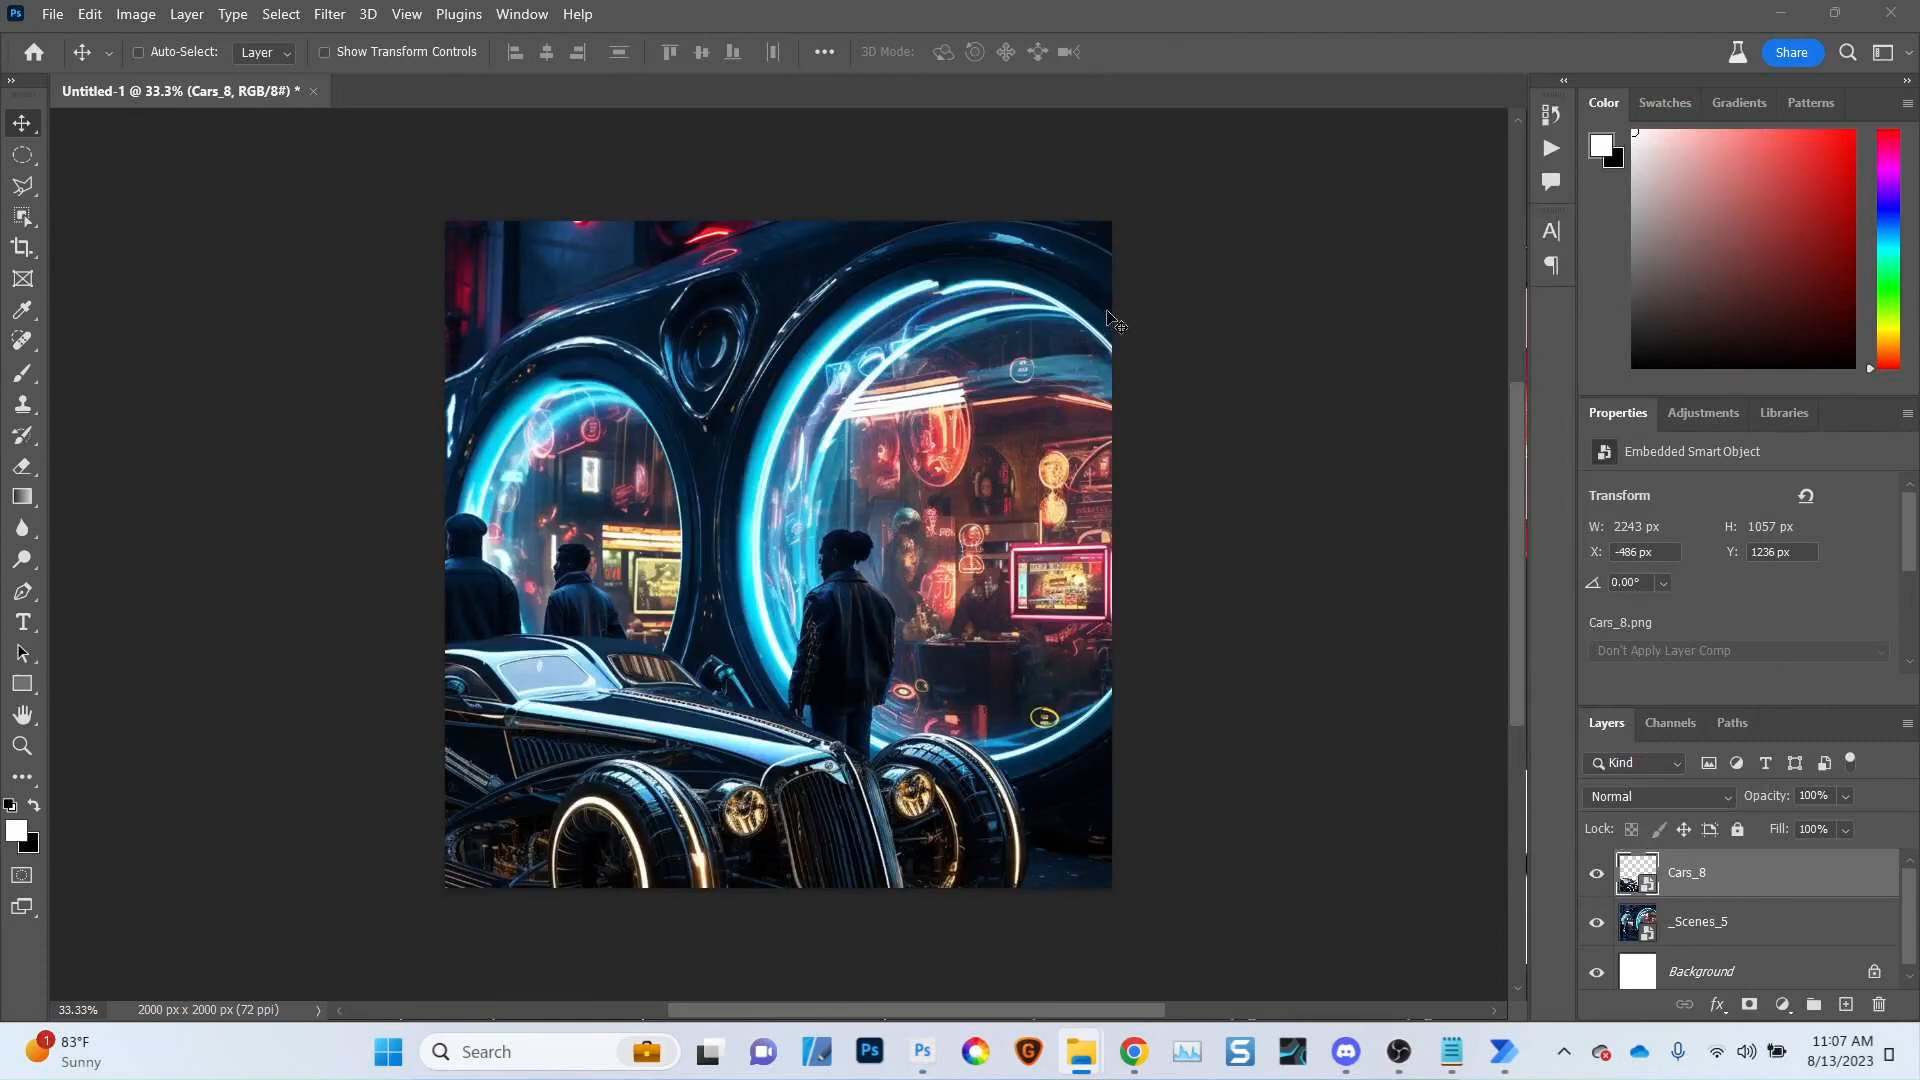 Ps File Edit Image Layer Type Select Filter 3D View Plugins Window Help
Auto-Select: Layer Show Transform Controls 3D Mode: Share
Untitled-1 @ 33.3% (Cars_8, RGB/8#) *
Color Swatches Gradients Patterns
Properties Adjustments Libraries
Embedded Smart Object
Transform
W: 2243 px H: 1057 px
X: -486 px Y: 1236 px
0.00°
Cars_8.png
Don't Apply Layer Comp
Layers Channels Paths
Kind
Normal Opacity: 100%
Lock: Fill: 100%
Cars_8
_Scenes_5
Background
33.33% 2000 px x 2000 px (72 ppi)
1 83°F
Sunny
Search
Ps
Ps
11:07 AM
8/13/2023